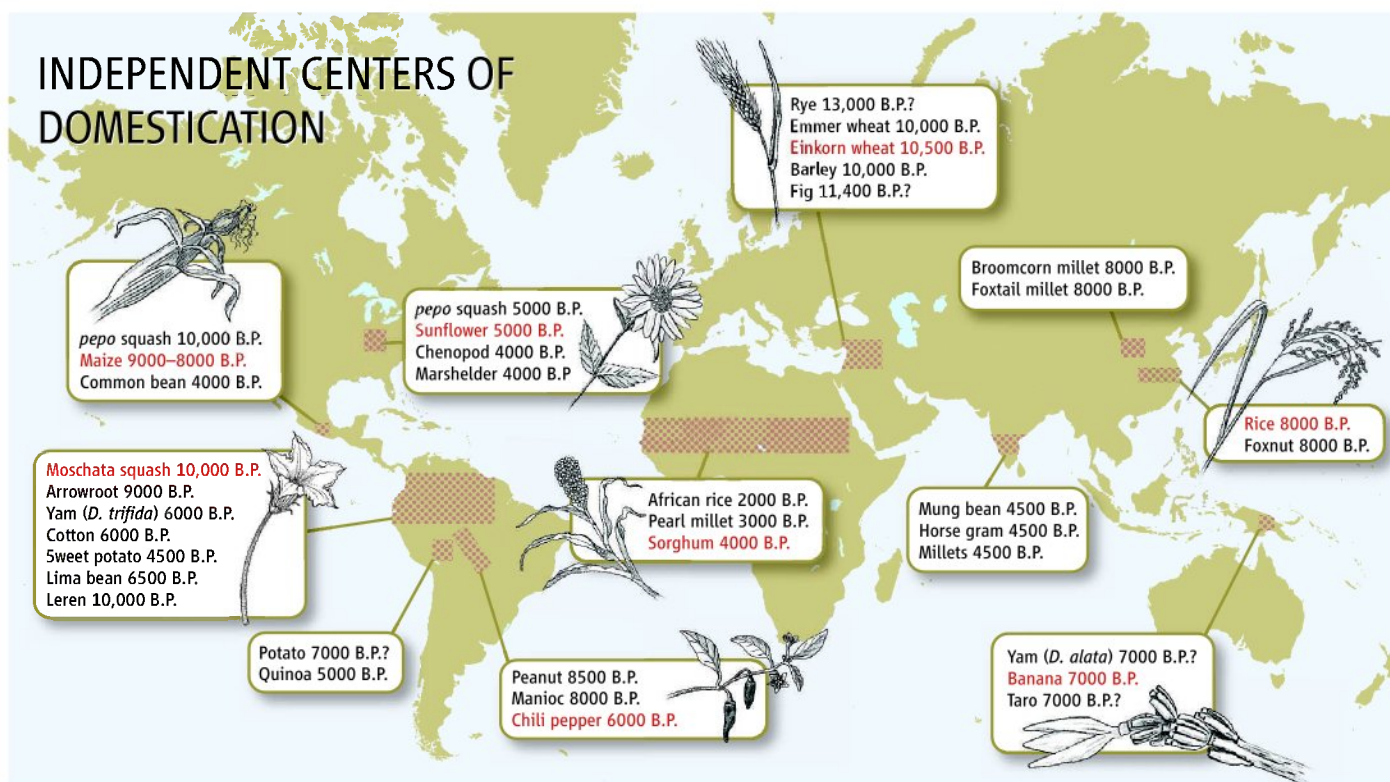 INDEPENDENT CENTERS OF
DOMESTICATION
Rye 13,000 B.P.?
Emmer wheat 10,000 B.P.
Einkorn wheat 10,500 B.P.
Barley 10,000 B.P.
Fig 11,400 B.P.?
Broomcorn millet 8000 B.P.
Foxtail millet 8000 B.P.
pepo squash 10,000 B.P.
Maize 9000–8000 B.P.
Common bean 4000 B.P.
pepo squash 5000 B.P.
Sunflower 5000 B.P.
Chenopod 4000 B.P.
Marshelder 4000 B.P
Rice 8000 B.P.
Foxnut 8000 B.P.
Moschata squash 10,000 B.P.
Arrowroot 9000 B.P.
Yam (D. trifida) 6000 B.P.
Cotton 6000 B.P.
Sweet potato 4500 B.P.
Lima bean 6500 B.P.
Leren 10,000 B.P.
African rice 2000 B.P.
Pearl millet 3000 B.P.
Sorghum 4000 B.P.
Mung bean 4500 B.P.
Horse gram 4500 B.P.
Millets 4500 B.P.
Potato 7000 B.P.?
Quinoa 5000 B.P.
Peanut 8500 B.P.
Manioc 8000 B.P.
Chili pepper 6000 B.P.
Yam (D. alata) 7000 B.P.?
Banana 7000 B.P.
Taro 7000 B.P.?